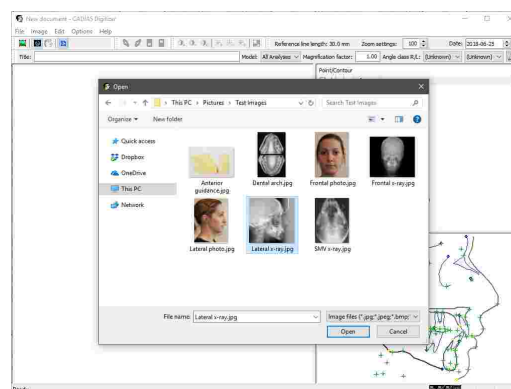 New document - CADIAS Digitizer
File Image Edit Options Help
Reference line length: 30.0 mm Zoom settings: 100 Date: 2018-06-25
Title: Model: All Analyses Magnification factor: 1.00 Angle class R/L: (Unknown) (Unknown)
Point/Contour
Open
This PC > Pictures > Test Images
Search Test Images
Organize New folder
Quick access
Dropbox
OneDrive
This PC
Network
Anterior guidance.jpg
Dental arch.jpg
Frontal photo.jpg
Frontal x-ray.jpg
Lateral photo.jpg
Lateral x-ray.jpg
SMV x-ray.jpg
File name: Lateral x-ray.jpg
Image files (*.jpg;*.jpeg;*.bmp;
Open Cancel
Ready